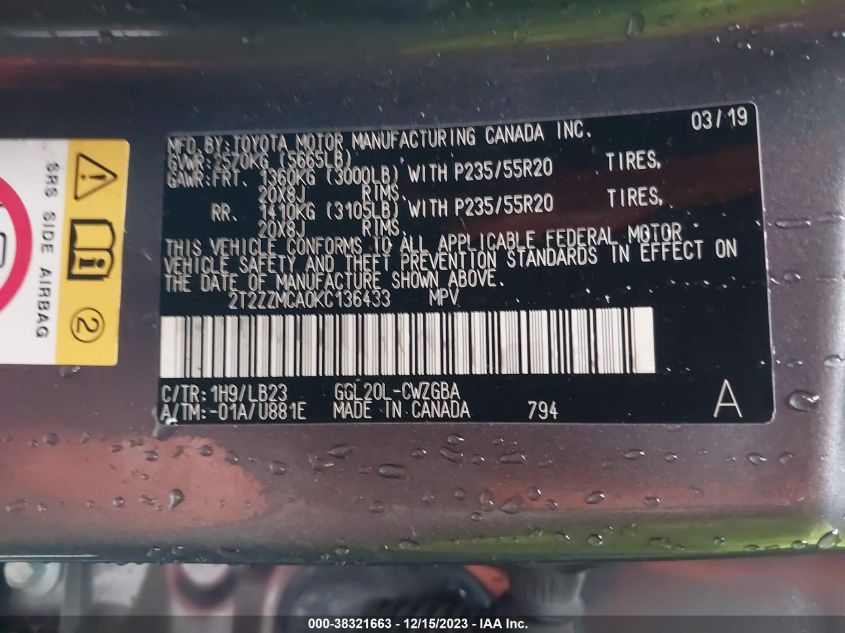 MFD. BY: TOYOTA MOTOR MANUFACTURING CANADA INC. 03/19
GVWR: 2570KG (5665LB)
GAWR: FRT. 1360KG (3000LB) WITH P235/55R20 TIRES,
20X8J RIMS.
RR. 1410KG (3105LB) WITH P235/55R20 TIRES,
20X8J RIMS.
THIS VEHICLE CONFORMS TO ALL APPLICABLE FEDERAL MOTOR
VEHICLE SAFETY AND THEFT PREVENTION STANDARDS IN EFFECT ON
THE DATE OF MANUFACTURE SHOWN ABOVE.
2T2ZZMCA0KC136433 MPV
C/TR: 1H9/LB23 GGL20L-CWZGBA
A/TM: -01A/U881E MADE IN CANADA 794 A
SRS SIDE AIRBAG
2
000-38321663 - 12/15/2023 - IAA Inc.